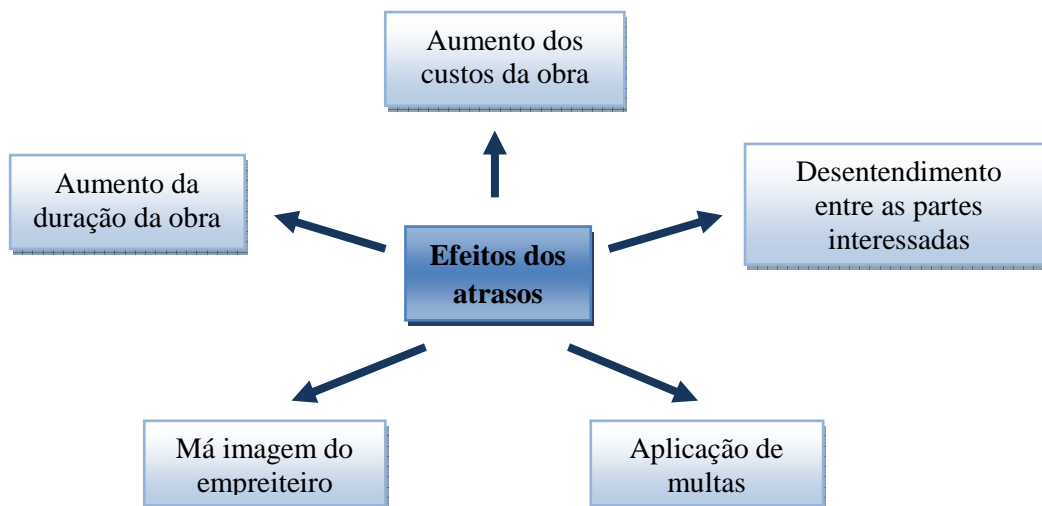 Aumento dos
custos da obra
Aumento da
duração da obra
Desentendimento
entre as partes
interessadas
Efeitos dos
atrasos
Má imagem do
empreiteiro
Aplicação de
multas